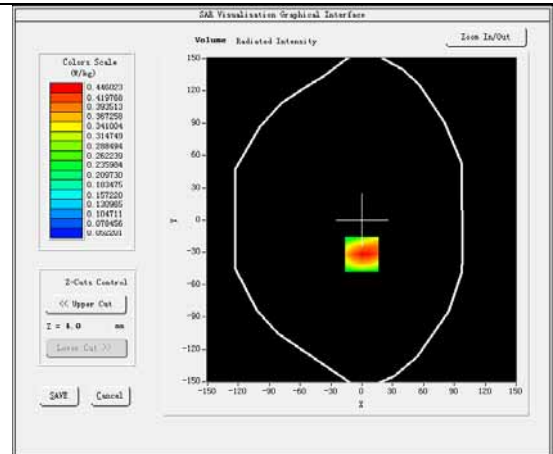 SAR Visualisation Graphical Interface
Volume Radiated Intensity
Zoom In/Out
Colors Scale
(W/kg)
0.446023
0.419768
0.393513
0.367258
0.341004
0.314749
0.288494
0.262239
0.235984
0.209730
0.183475
0.157220
0.130965
0.104711
0.078456
0.052201
150
120
90
60
30
0
-30
-60
-90
-120
-150
Y
-150 -120 -90 -60 -30 0 30 60 90 120 150
X
Z-Cuts Control
<< Upper Cut
Z = 4.0 mm
Lower Cut >>
SAVE Cancel